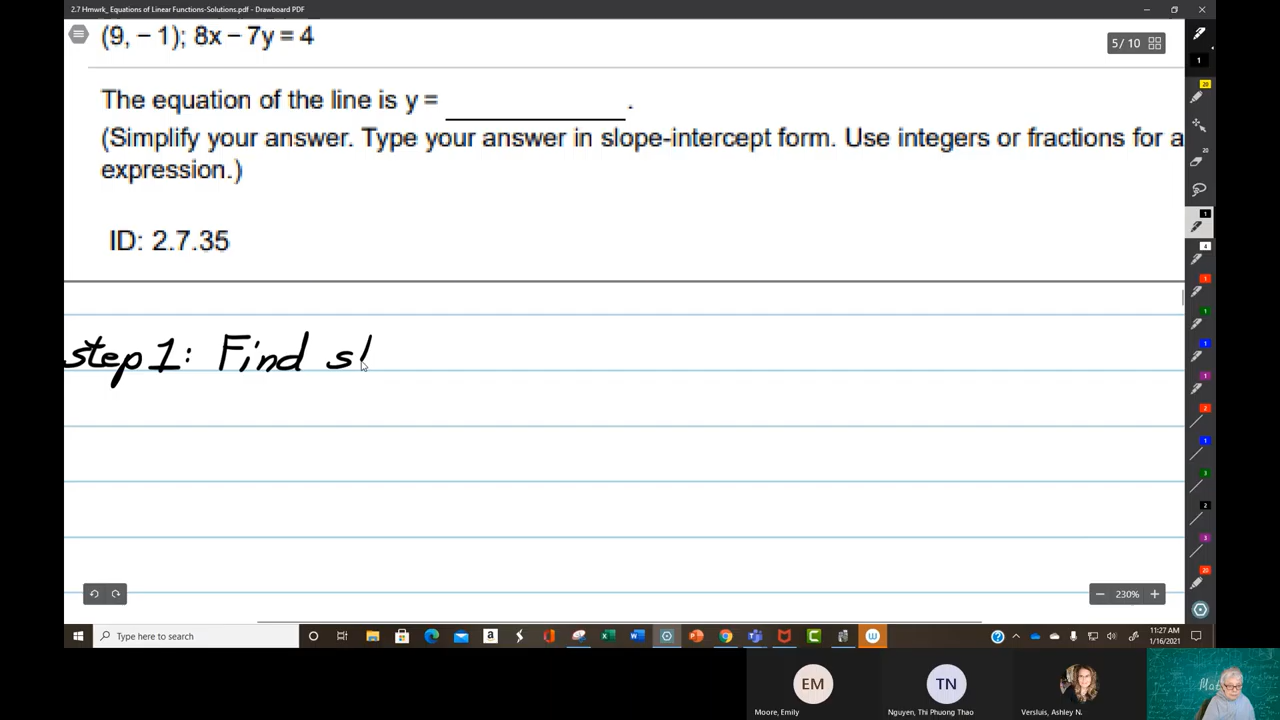 2.7 Hmwrk_ Equations of Linear Functions-Solutions.pdf - Drawboard PDF
(9, − 1); 8x − 7y = 4
5 / 10
The equation of the line is y = ___________ .
(Simplify your answer. Type your answer in slope-intercept form. Use integers or fractions for a
expression.)
ID: 2.7.35
step 1: Find sl
230%
Type here to search
11:27 AM
1/16/2021
EM
TN
Moore, Emily
Nguyen, Thi Phuong Thao
Versluis, Ashley N.